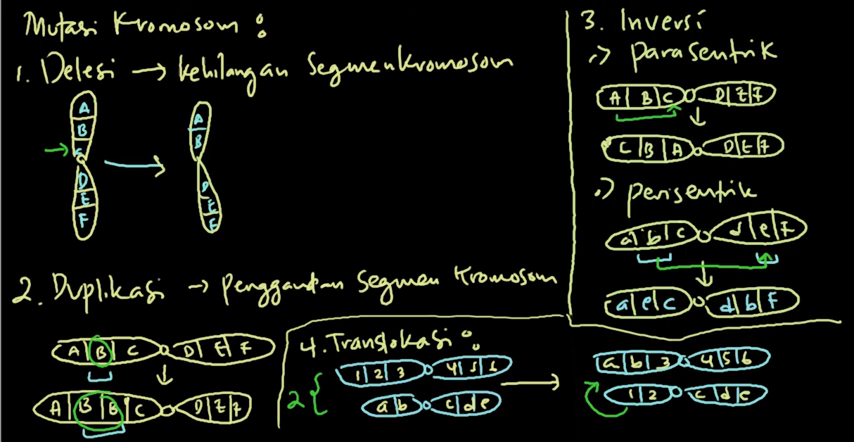 Mutasi Kromosom :
1. Delesi → kehilangan segmen kromosom
A
B
C
D
E
F
A
B
D
E
E
2. Duplikasi → penggandaan segmen kromosom
A B C D E F
A B B C D E F
3. Inversi
.) parasentrik
A B C D E F
C B A D E F
.) perisentrik
a b c d e f
a e c d b f
4. Translokasi :
2 {
1 2 3 4 5 6
a b c d e
a b 3 4 5 6
1 2 c d e